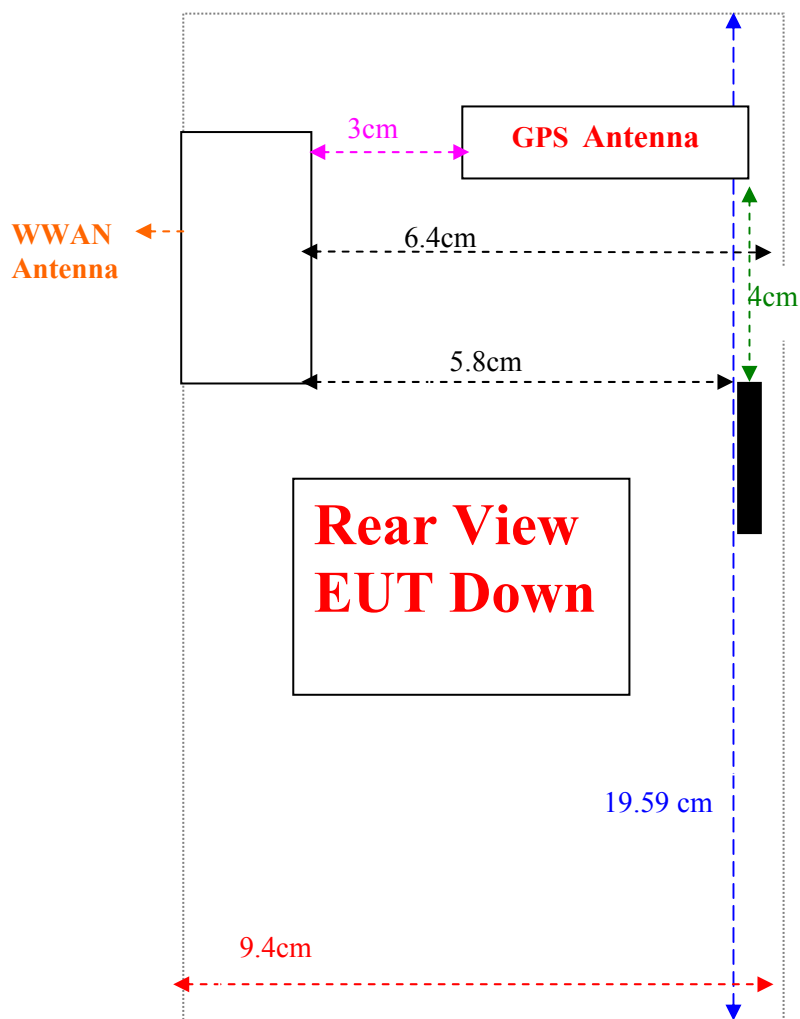 3cm
GPS Antenna
WWAN
Antenna
6.4cm
4cm
5.8cm
Rear View
EUT Down
19.59 cm
9.4cm